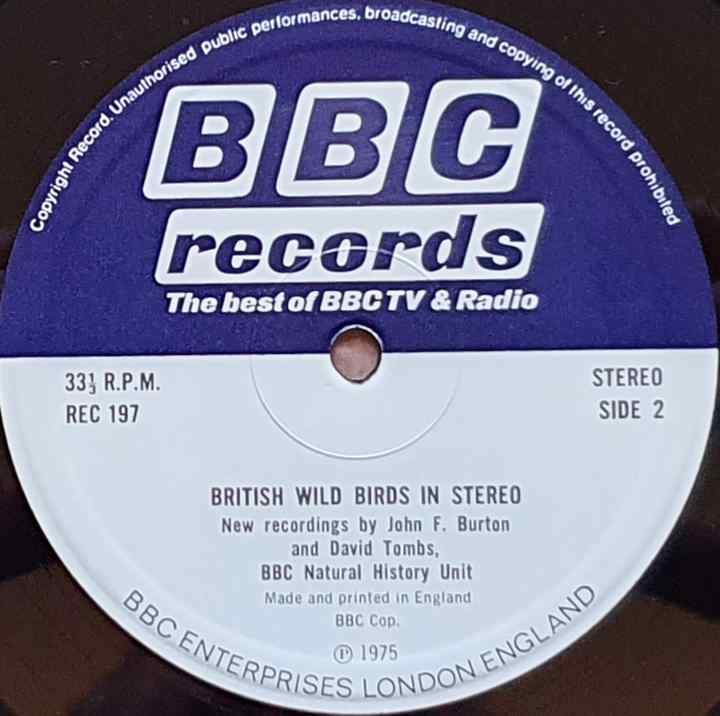 Copyright Record. Unauthorised public performances, broadcasting and copying of this record prohibited
BBC
records
The best of BBC TV & Radio
33⅓ R.P.M.
STEREO
REC 197
SIDE 2
BRITISH WILD BIRDS IN STEREO
New recordings by John F. Burton
and David Tombs,
BBC Natural History Unit
Made and printed in England
BBC Cop.
℗ 1975
BBC ENTERPRISES LONDON ENGLAND